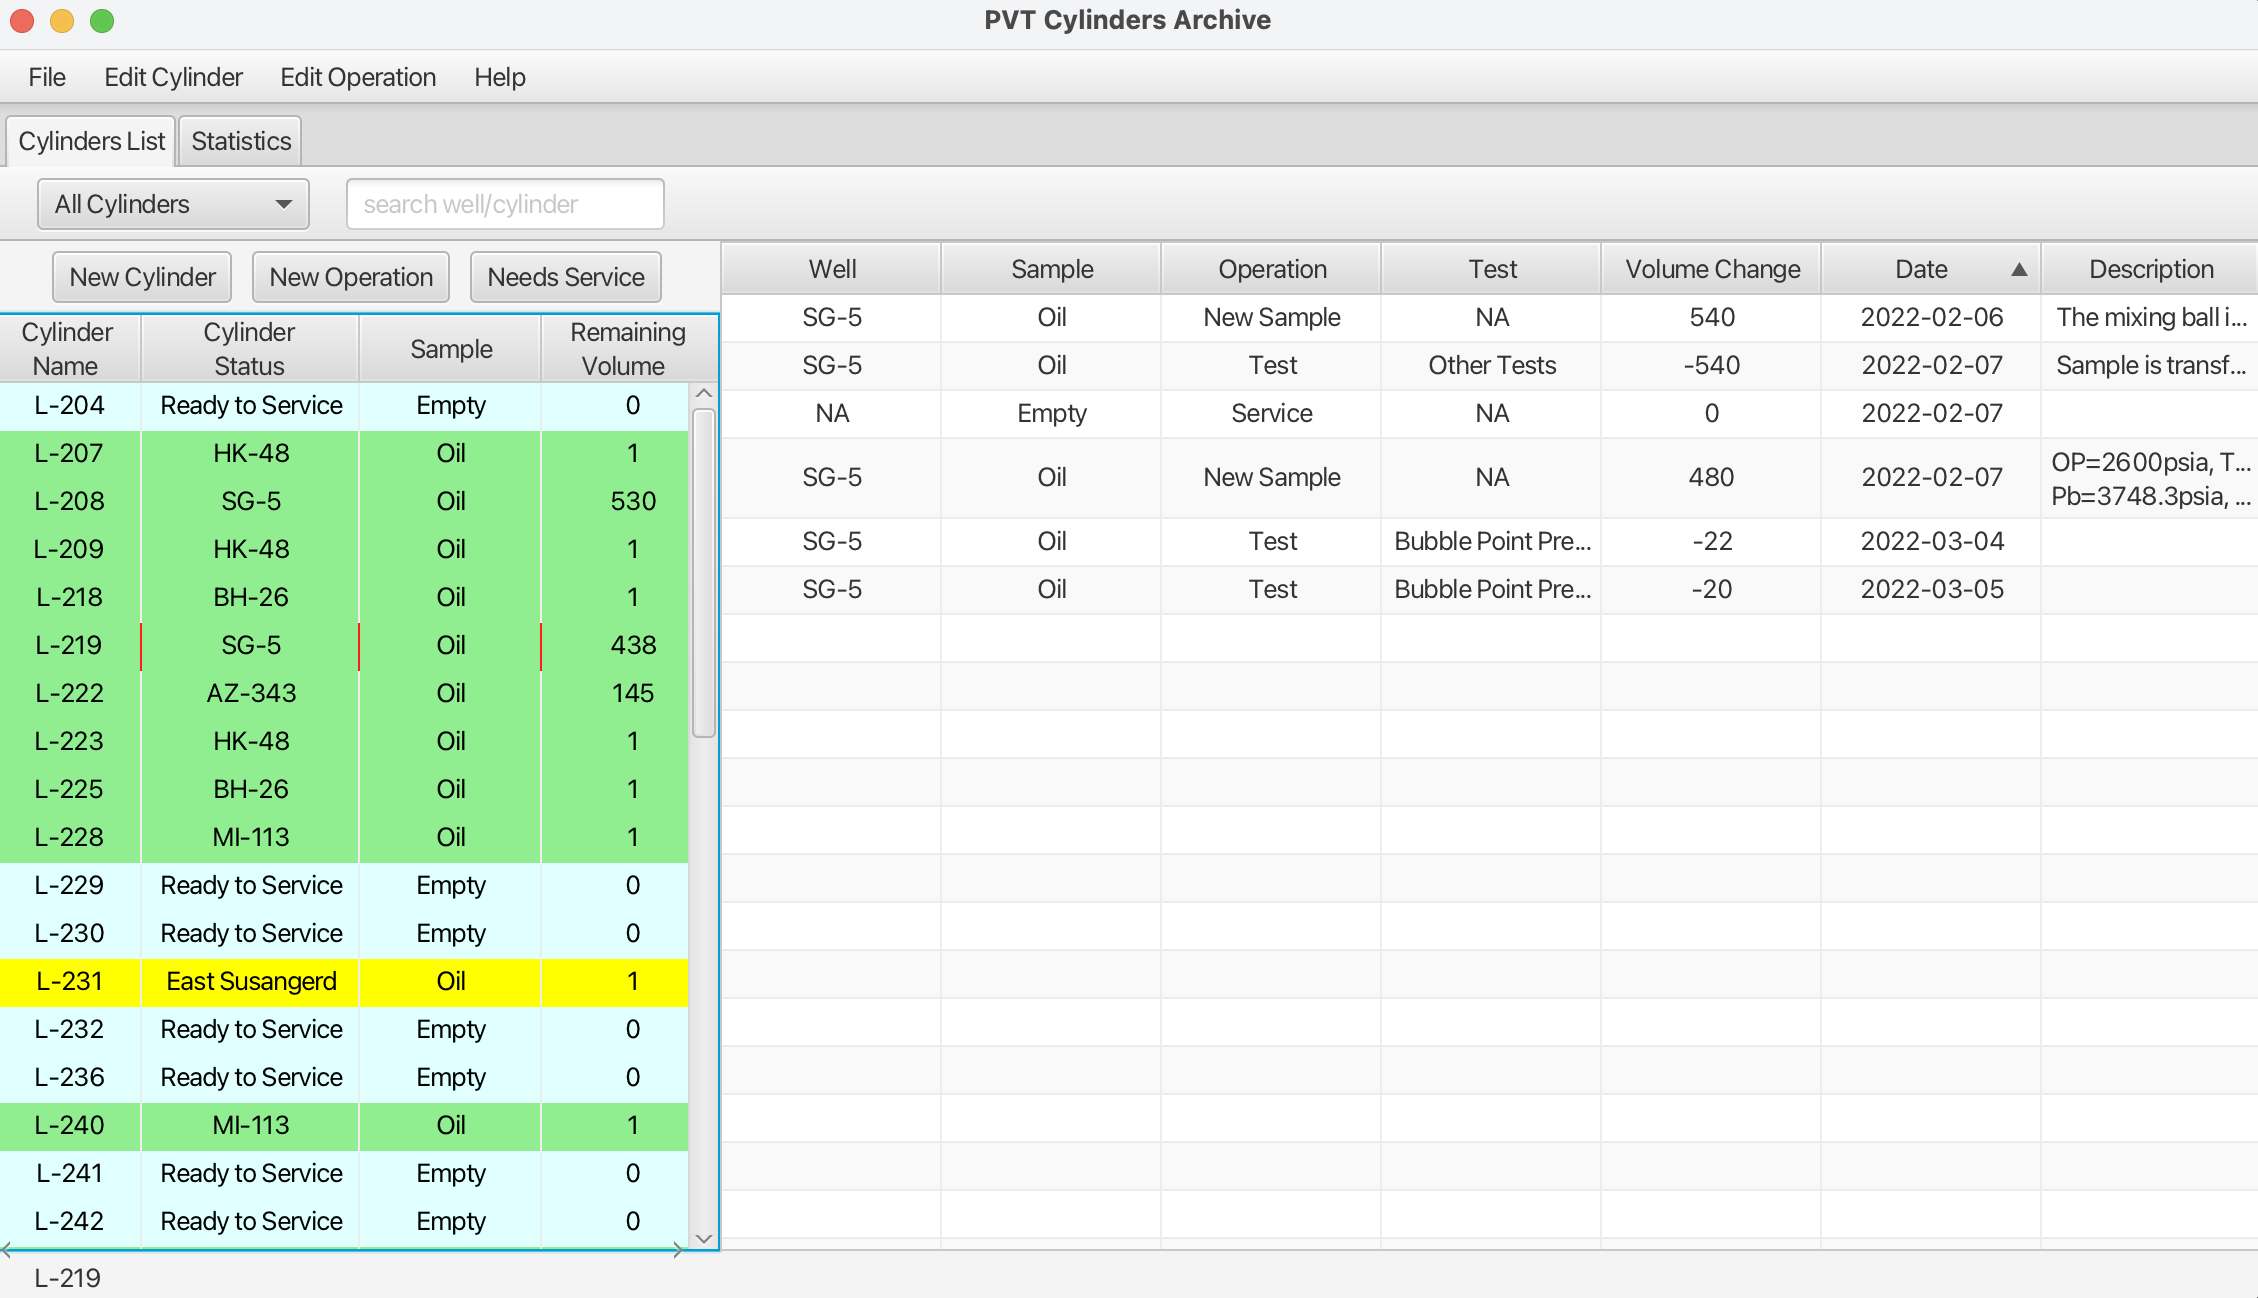 PVT Cylinders Archive
File Edit Cylinder Edit Operation Help
Cylinders List Statistics
All Cylinders search well/cylinder
New Cylinder New Operation Needs Service
Cylinder Name Cylinder Status Sample Remaining Volume
L-204 Ready to Service Empty 0
L-207 HK-48 Oil 1
L-208 SG-5 Oil 530
L-209 HK-48 Oil 1
L-218 BH-26 Oil 1
L-219 SG-5 Oil 438
L-222 AZ-343 Oil 145
L-223 HK-48 Oil 1
L-225 BH-26 Oil 1
L-228 MI-113 Oil 1
L-229 Ready to Service Empty 0
L-230 Ready to Service Empty 0
L-231 East Susangerd Oil 1
L-232 Ready to Service Empty 0
L-236 Ready to Service Empty 0
L-240 MI-113 Oil 1
L-241 Ready to Service Empty 0
L-242 Ready to Service Empty 0
Well Sample Operation Test Volume Change Date Description
SG-5 Oil New Sample NA 540 2022-02-06 The mixing ball i...
SG-5 Oil Test Other Tests -540 2022-02-07 Sample is transf...
NA Empty Service NA 0 2022-02-07
SG-5 Oil New Sample NA 480 2022-02-07 OP=2600psia, T...
Pb=3748.3psia, ...
SG-5 Oil Test Bubble Point Pre... -22 2022-03-04
SG-5 Oil Test Bubble Point Pre... -20 2022-03-05
L-219